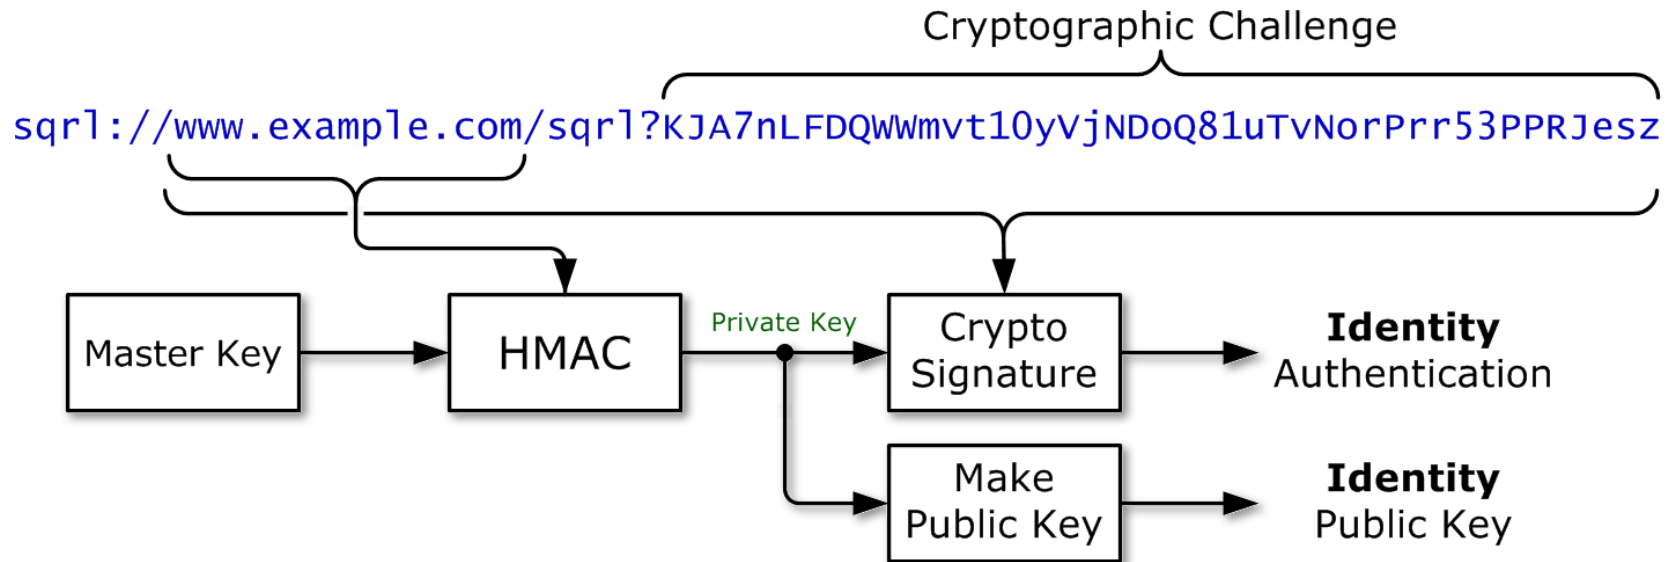 Cryptographic Challenge
sqrl://www.example.com/sqrl?KJA7nLFDQWWmvt10yVjNDoQ81uTvNorPrr53PPRJesz
Master Key
HMAC
Private Key
Crypto
Signature
Identity
Authentication
Make
Public Key
Identity
Public Key